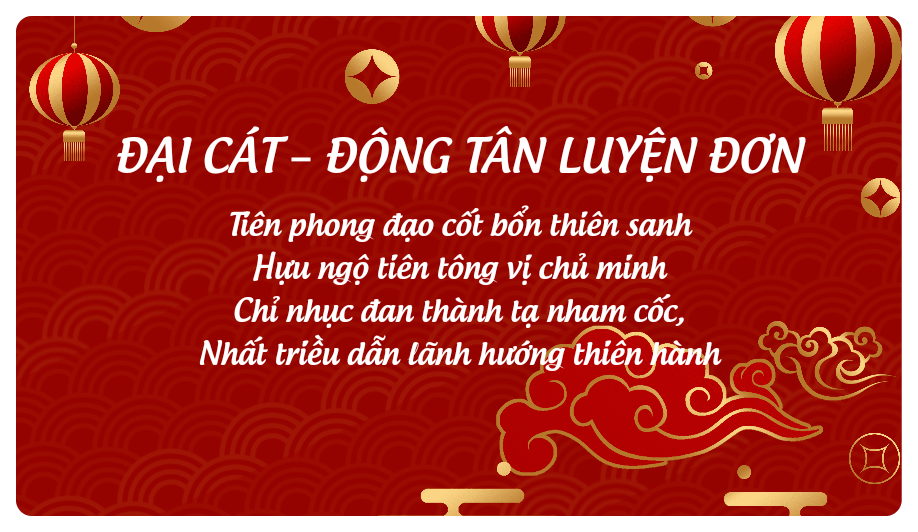 ĐẠI CÁT – ĐỘNG TÂN LUYỆN ĐƠN
Tiên phong đạo cốt bổn thiên sanh
Hựu ngộ tiên tông vị chủ minh
Chỉ nhục đan thành tạ nham cốc,
Nhất triều dẫn lãnh hướng thiên hành